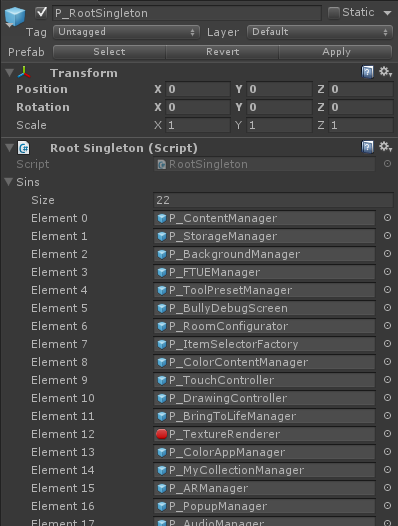 P_RootSingleton Static
Tag Untagged Layer Default
Prefab Select Revert Apply
Transform
Position X 0 Y 0 Z 0
Rotation X 0 Y 0 Z 0
Scale X 1 Y 1 Z 1
Root Singleton (Script)
Script RootSingleton
Sins
Size 22
Element 0 P_ContentManager
Element 1 P_StorageManager
Element 2 P_BackgroundManager
Element 3 P_FTUEManager
Element 4 P_ToolPresetManager
Element 5 P_BullyDebugScreen
Element 6 P_RoomConfigurator
Element 7 P_ItemSelectorFactory
Element 8 P_ColorContentManager
Element 9 P_TouchController
Element 10 P_DrawingController
Element 11 P_BringToLifeManager
Element 12 P_TextureRenderer
Element 13 P_ColorAppManager
Element 14 P_MyCollectionManager
Element 15 P_ARManager
Element 16 P_PopupManager
Element 17 P_AudioManager